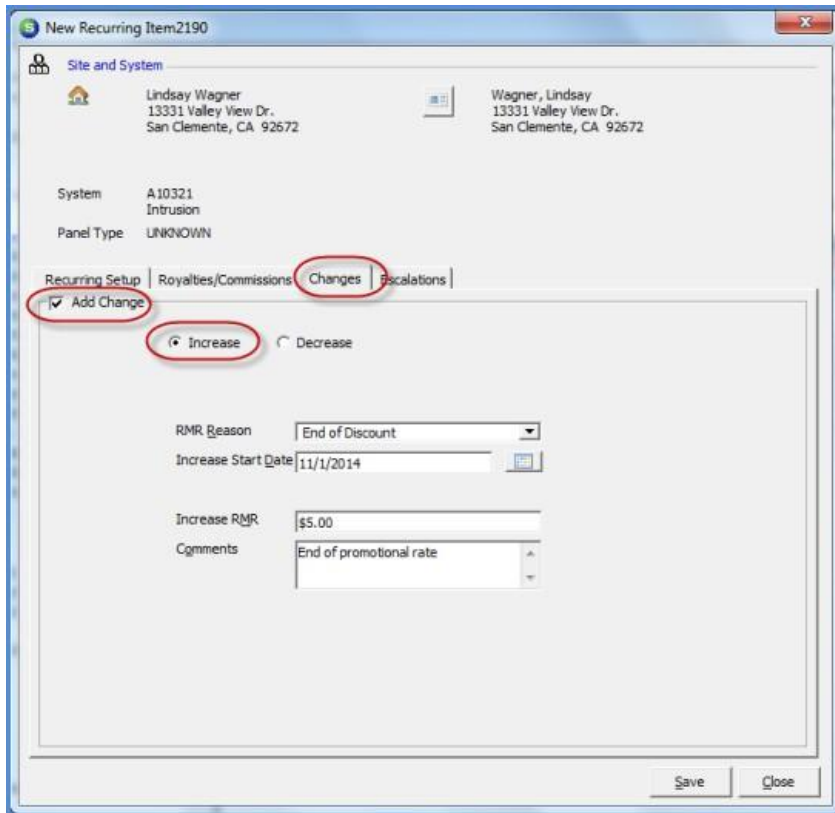 New Recurring Item2190
Site and System
Lindsay Wagner
13331 Valley View Dr.
San Clemente, CA 92672
Wagner, Lindsay
13331 Valley View Dr.
San Clemente, CA 92672
System A10321
Intrusion
Panel Type UNKNOWN
Recurring Setup Royalties/Commissions Changes Escalations
Add Change
Increase Decrease
RMR Reason End of Discount
Increase Start Date 11/1/2014
Increase RMR $5.00
Comments End of promotional rate
Save Close